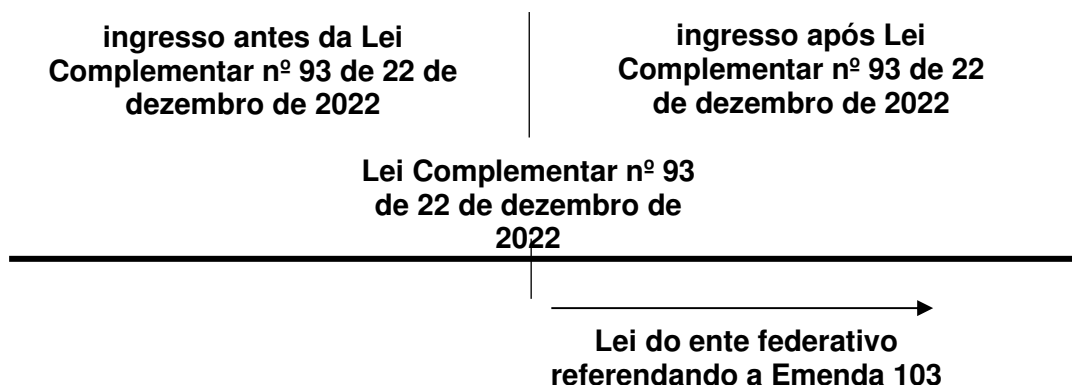 ingresso antes da Lei
Complementar nº 93 de 22 de
dezembro de 2022
ingresso após Lei
Complementar nº 93 de 22
de dezembro de 2022
Lei Complementar nº 93
de 22 de dezembro de
2022
Lei do ente federativo
referendando a Emenda 103